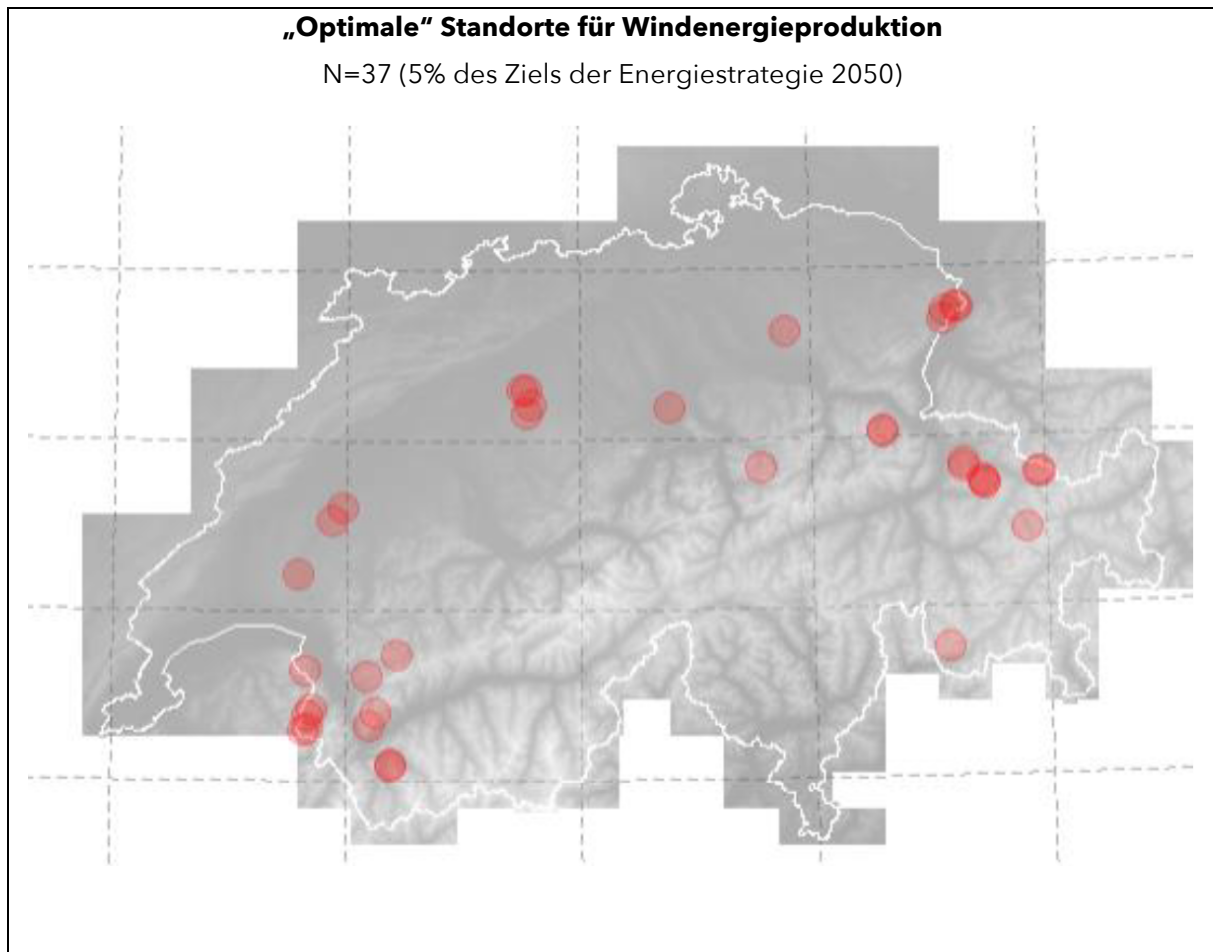 „Optimale“ Standorte für Windenergieproduktion
N=37 (5% des Ziels der Energiestrategie 2050)